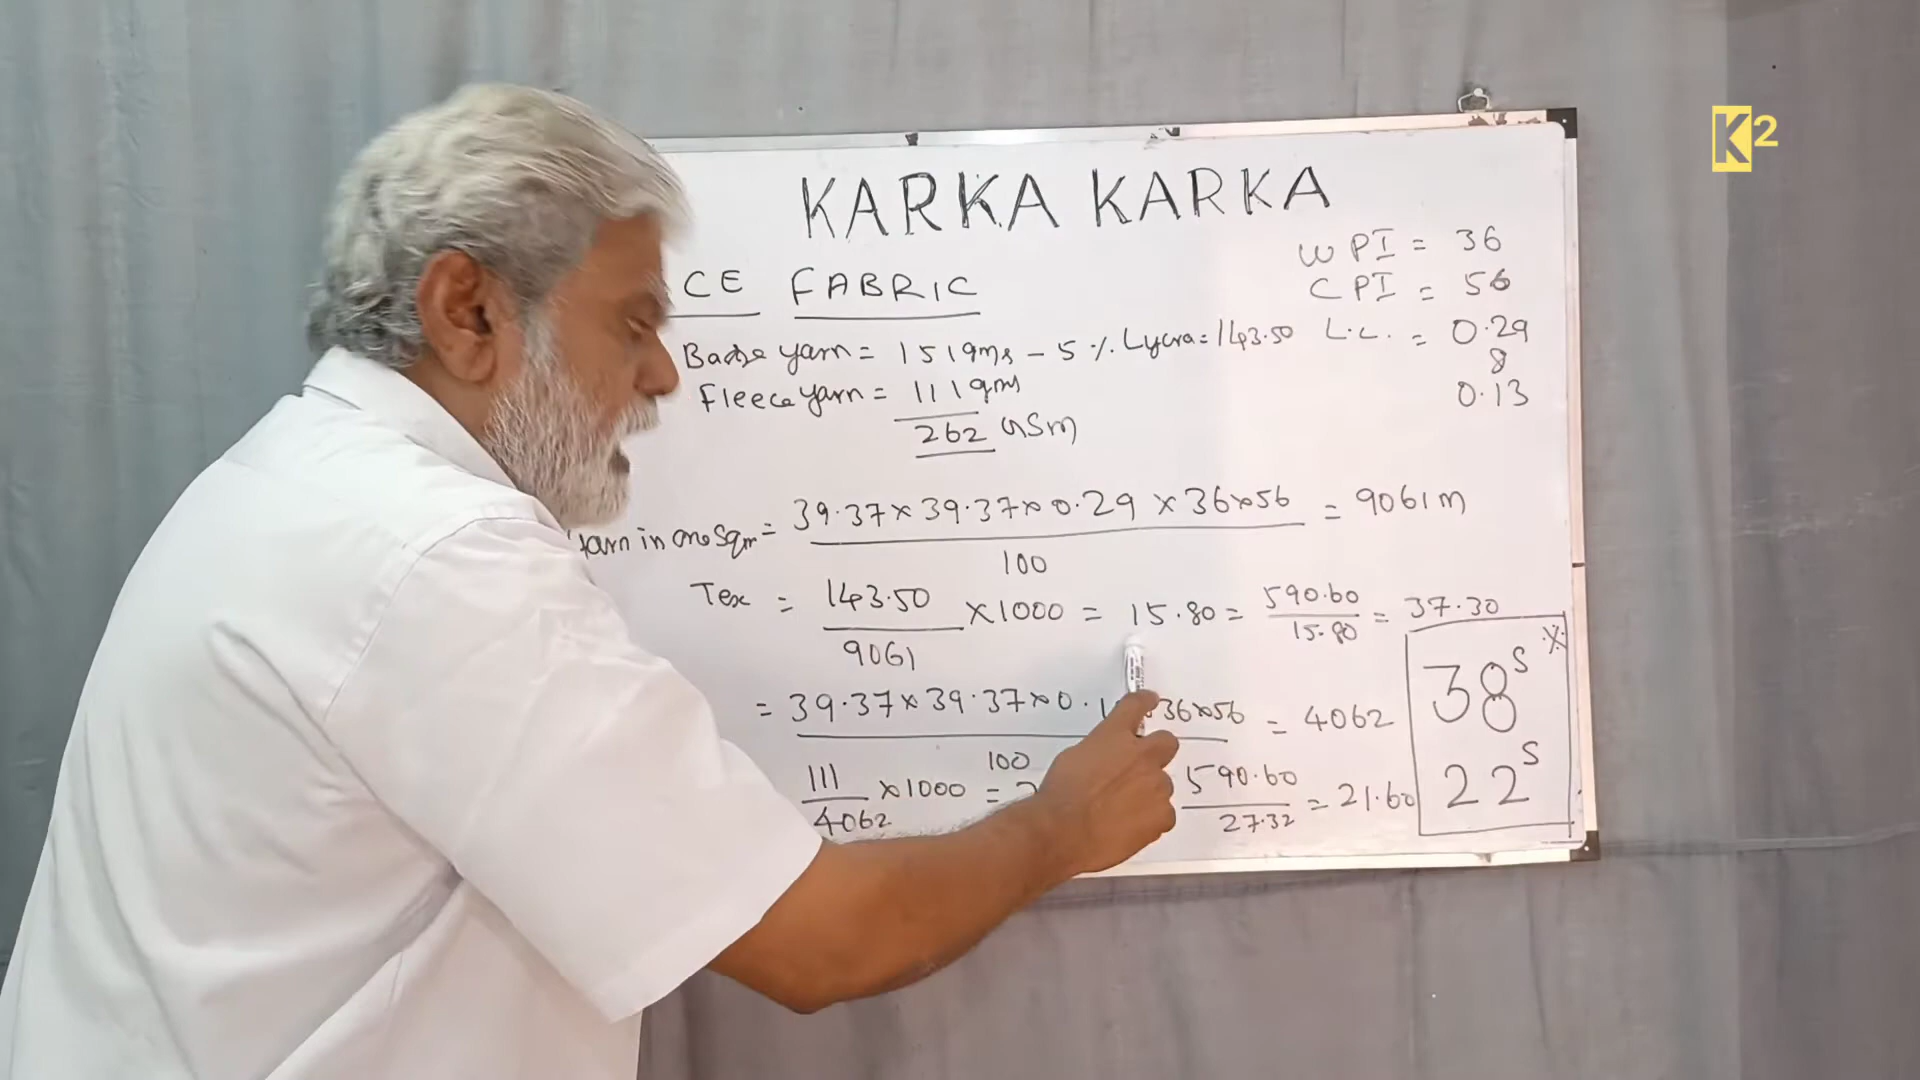 K2
KARKA KARKA
CE FABRIC
WPI = 36
CPI = 56
L.L. = 0.29
8
0.13
Base yarn = 151gms - 5 % Lycra = 143.50
Fleece yarn = 111gms
262 GSm
Yarn in one Sqm = 39.37 x 39.37 x 0.29 x 36 x 56 = 9061 m
100
Tex = 143.50 x 1000 = 15.80 = 590.60 = 37.30
9061 15.80
= 39.37 x 39.37 x 0.1 36 x 56 = 4062
100
111 x 1000 = 2 590.60 = 21.60
4062 27.32
38s
22s